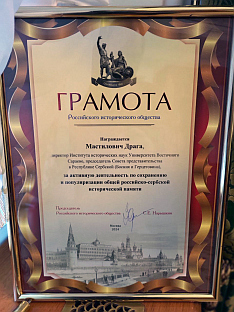 ГРАМОТА
Российского исторического общества
Награждается
Мастилович Драга,
директор Института исторических наук Университета Восточного
Сараево, председатель Совета представительства
в Республике Сербской (Босния и Герцеговина),
за активную деятельность по сохранению
и популяризации общей российско-сербской
исторической памяти
Председатель
Российского исторического общества
С.Е. Нарышкин
Москва